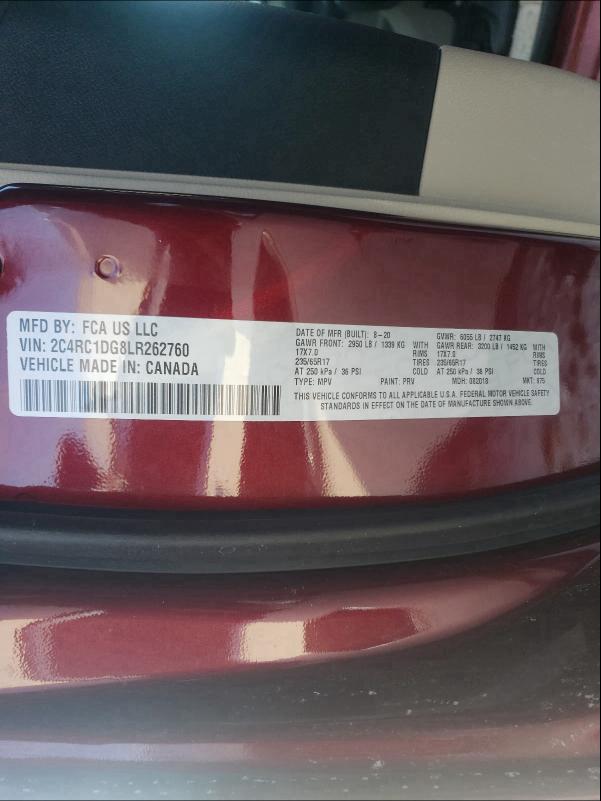 MFD BY: FCA US LLC
VIN: 2C4RC1DG8LR262760
VEHICLE MADE IN: CANADA
DATE OF MFR (BUILT): 8-20 GVWR: 6055 LB / 2747 KG
GAWR FRONT: 2950 LB / 1339 KG WITH GAWR REAR: 3200 LB / 1452 KG WITH
17X7.0 RIMS 17X7.0 RIMS
235/65R17 TIRES 235/65R17 TIRES
AT 250 kPa / 36 PSI COLD AT 250 kPa / 36 PSI COLD
TYPE: MPV PAINT: PRV MDH: 082018 MKT: 875
THIS VEHICLE CONFORMS TO ALL APPLICABLE U.S.A. FEDERAL MOTOR VEHICLE SAFETY
STANDARDS IN EFFECT ON THE DATE OF MANUFACTURE SHOWN ABOVE.